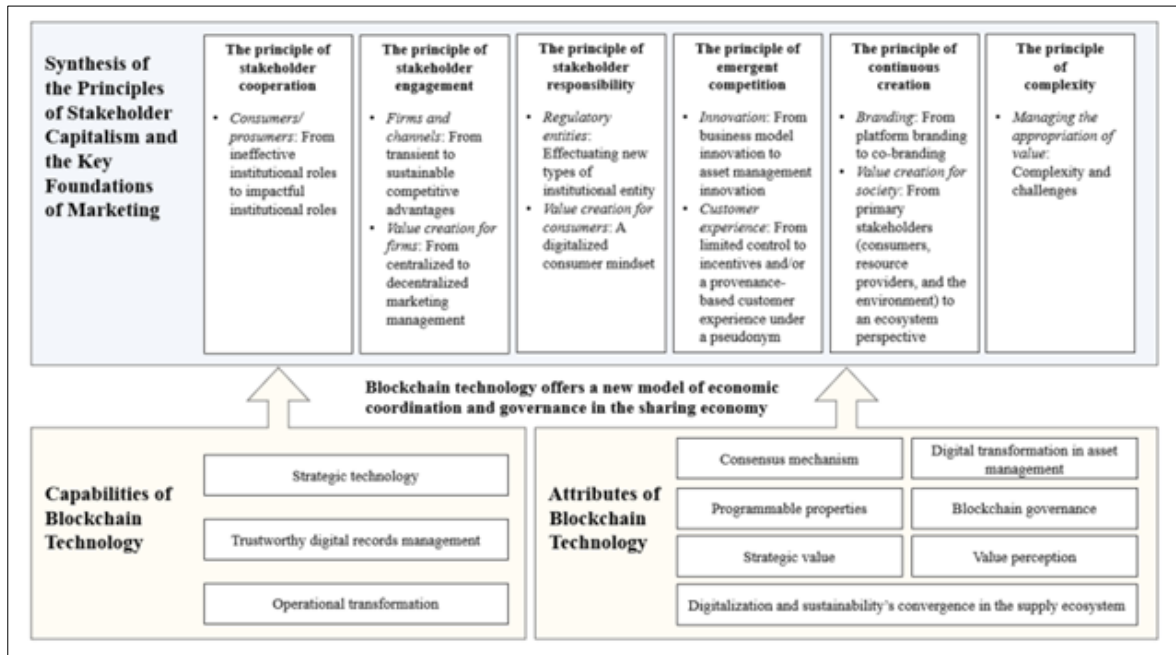 Synthesis of
the Principles
of Stakeholder
Capitalism and
the Key
Foundations
of Marketing
The principle of
stakeholder
cooperation
• Consumers/
prosumers: From
ineffective
institutional roles
to impactful
institutional roles
The principle of
stakeholder
engagement
• Firms and
channels: From
transient to
sustainable
competitive
advantages
• Value creation for
firms: From
centralized to
decentralized
marketing
management
The principle of
stakeholder
responsibility
• Regulatory
entities:
Effectuating new
types of
institutional entity
• Value creation for
consumers: A
digitalized
consumer mindset
The principle of
emergent
competition
• Innovation: From
business model
innovation to
asset management
innovation
• Customer
experience: From
limited control to
incentives and/or
a provenance-
based customer
experience under
a pseudonym
The principle of
continuous
creation
• Branding: From
platform branding
to co-branding
• Value creation for
society: From
primary
stakeholders
(consumers,
resource
providers, and the
environment) to
an ecosystem
perspective
The principle
of
complexity
• Managing the
appropriation of
value:
Complexity and
challenges
Blockchain technology offers a new model of economic
coordination and governance in the sharing economy
Capabilities of
Blockchain
Technology
Strategic technology
Trustworthy digital records management
Operational transformation
Attributes of
Blockchain
Technology
Consensus mechanism
Digital transformation in asset
management
Programmable properties
Blockchain governance
Strategic value
Value perception
Digitalization and sustainability's convergence in the supply ecosystem